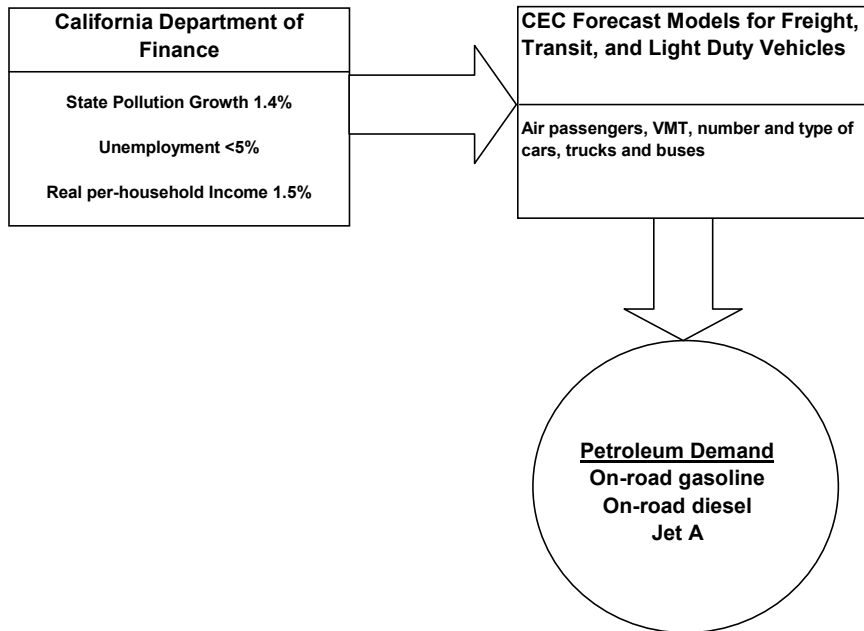 California Department of
Finance
State Pollution Growth 1.4%
Unemployment <5%
Real per-household Income 1.5%
CEC Forecast Models for Freight,
Transit, and Light Duty Vehicles
Air passengers, VMT, number and type of
cars, trucks and buses
Petroleum Demand
On-road gasoline
On-road diesel
Jet A